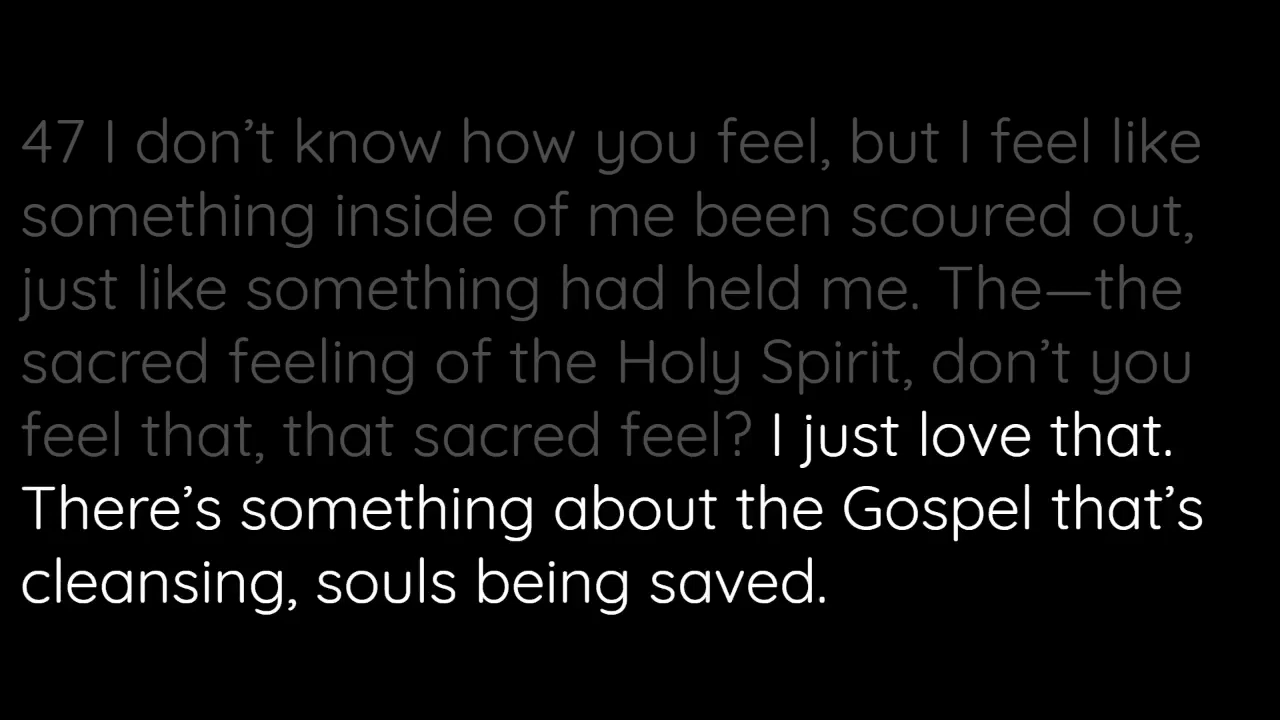 47 I don’t know how you feel, but I feel like
something inside of me been scoured out,
just like something had held me. The—the
sacred feeling of the Holy Spirit, don’t you
feel that, that sacred feel? I just love that.
There’s something about the Gospel that’s
cleansing, souls being saved.